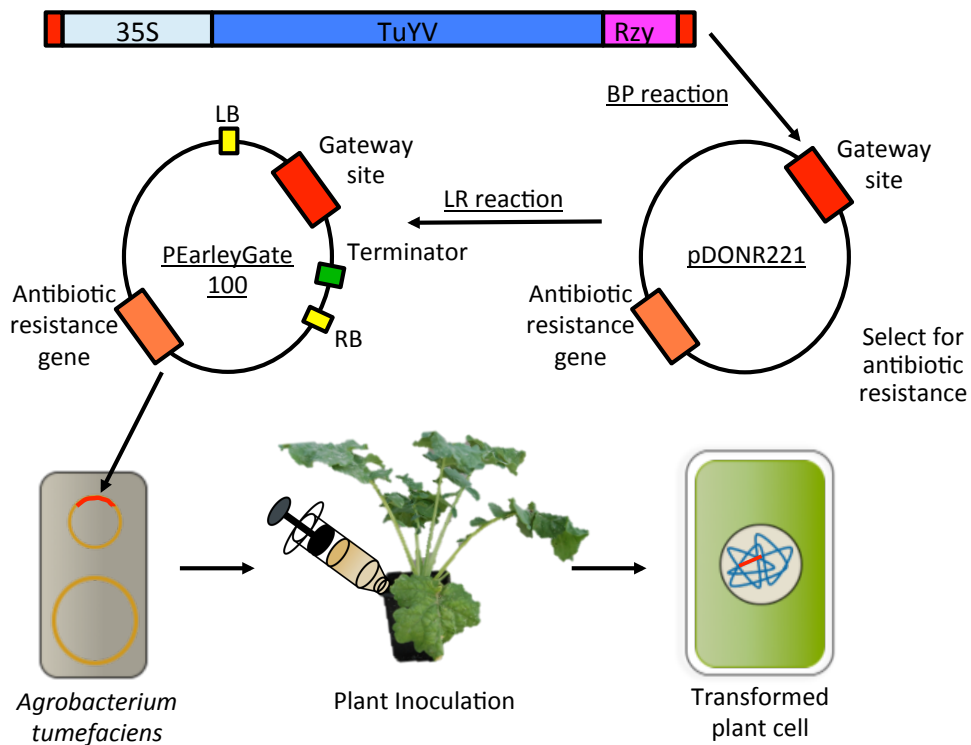 35S
TuYV
Rzy
BP reaction
LB
Gateway
site
Gateway
site
LR reaction
PEarleyGate
100
Terminator
pDONR221
Antibiotic
resistance
gene
RB
Antibiotic
resistance
gene
Select for
antibiotic
resistance
Agrobacterium
tumefaciens
Plant Inoculation
Transformed
plant cell